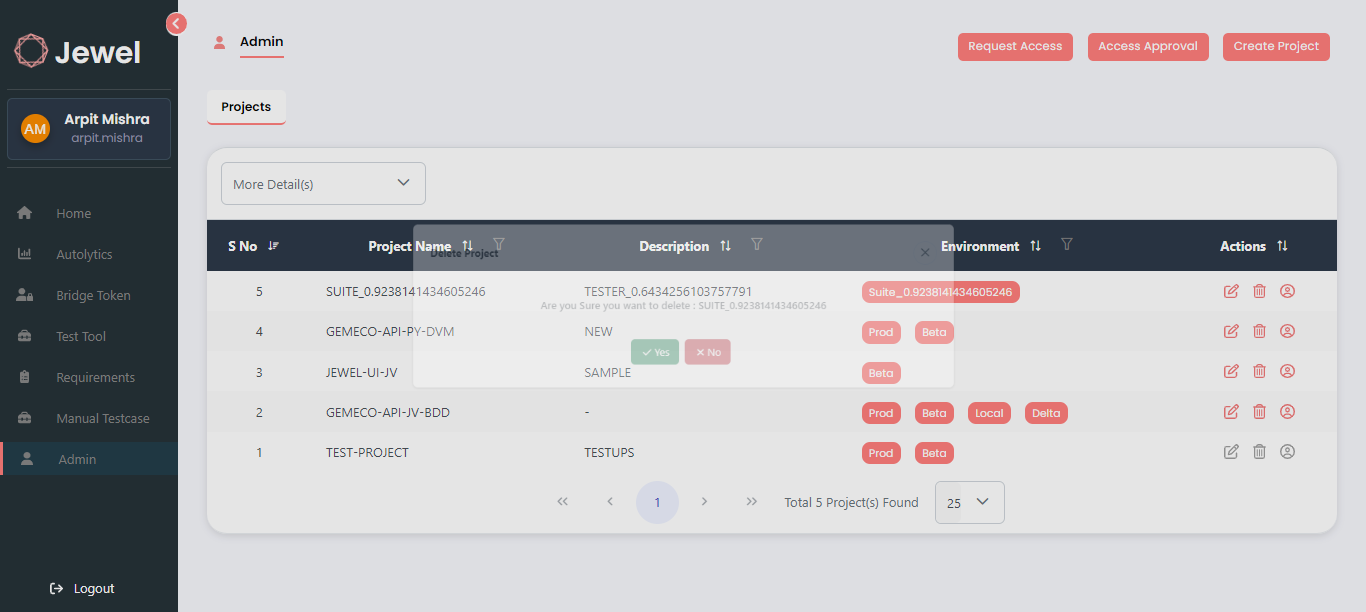 Jewel
AM
Arpit Mishra
arpit.mishra
Home
Autolytics
Bridge Token
Test Tool
Requirements
Manual Testcase
Admin
Logout
Admin
Request Access
Access Approval
Create Project
Projects
More Detail(s)
S No Project Name Description Environment Actions
Delete Project
5 SUITE_0.9238141434605246 TESTER_0.6434256103757791 Suite_0.9238141434605246
Are you Sure you want to delete : SUITE_0.9238141434605246
4 GEMECO-API-PY-DVM NEW Prod Beta
Yes No
3 JEWEL-UI-JV SAMPLE Beta
2 GEMECO-API-JV-BDD - Prod Beta Local Delta
1 TEST-PROJECT TESTUPS Prod Beta
1 Total 5 Project(s) Found 25